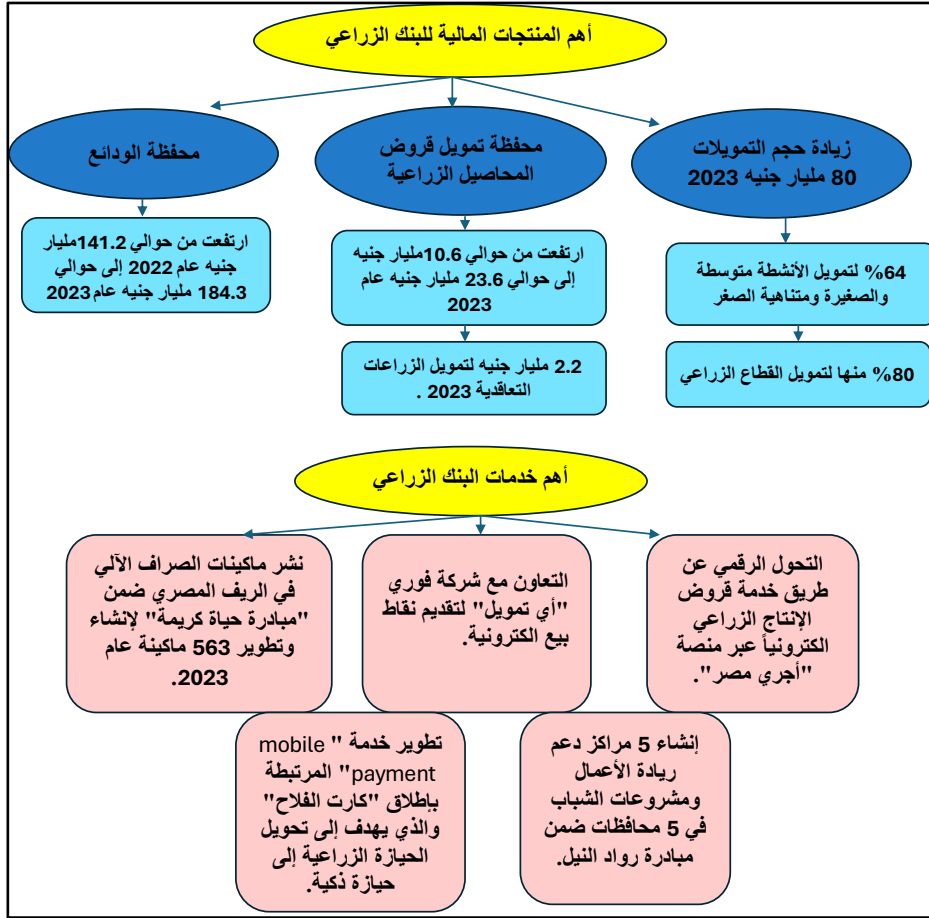 أهم المنتجات المالية للبنك الزراعي
زيادة حجم التمويلات
80 مليار جنيه 2023
محفظة تمويل قروض
المحاصيل الزراعية
محفظة الودائع
%64 لتمويل الأنشطة متوسطة
والصغيرة ومتناهية الصغر
%80 منها لتمويل القطاع الزراعي
ارتفعت من حوالي 10.6مليار جنيه
إلى حوالي 23.6 مليار جنيه عام
2023
2.2 مليار جنيه لتمويل الزراعات
التعاقدية 2023 .
ارتفعت من حوالي 141.2مليار
جنيه عام 2022 إلى حوالي
184.3 مليار جنيه عام 2023
أهم خدمات البنك الزراعي
التحول الرقمي عن
طريق خدمة قروض
الإنتاج الزراعي
الكترونياً عبر منصة
"أجري مصر".
التعاون مع شركة فوري
"أي تمويل" لتقديم نقاط
بيع الكترونية.
نشر ماكينات الصراف الآلي
في الريف المصري ضمن
"مبادرة حياة كريمة" لإنشاء
وتطوير 563 ماكينة عام
2023.
إنشاء 5 مراكز دعم
ريادة الأعمال
ومشروعات الشباب
في 5 محافظات ضمن
مبادرة رواد النيل.
تطوير خدمة " mobile
payment" المرتبطة
بإطلاق "كارت الفلاح"
والذي يهدف إلى تحويل
الحيازة الزراعية إلى
حيازة ذكية.